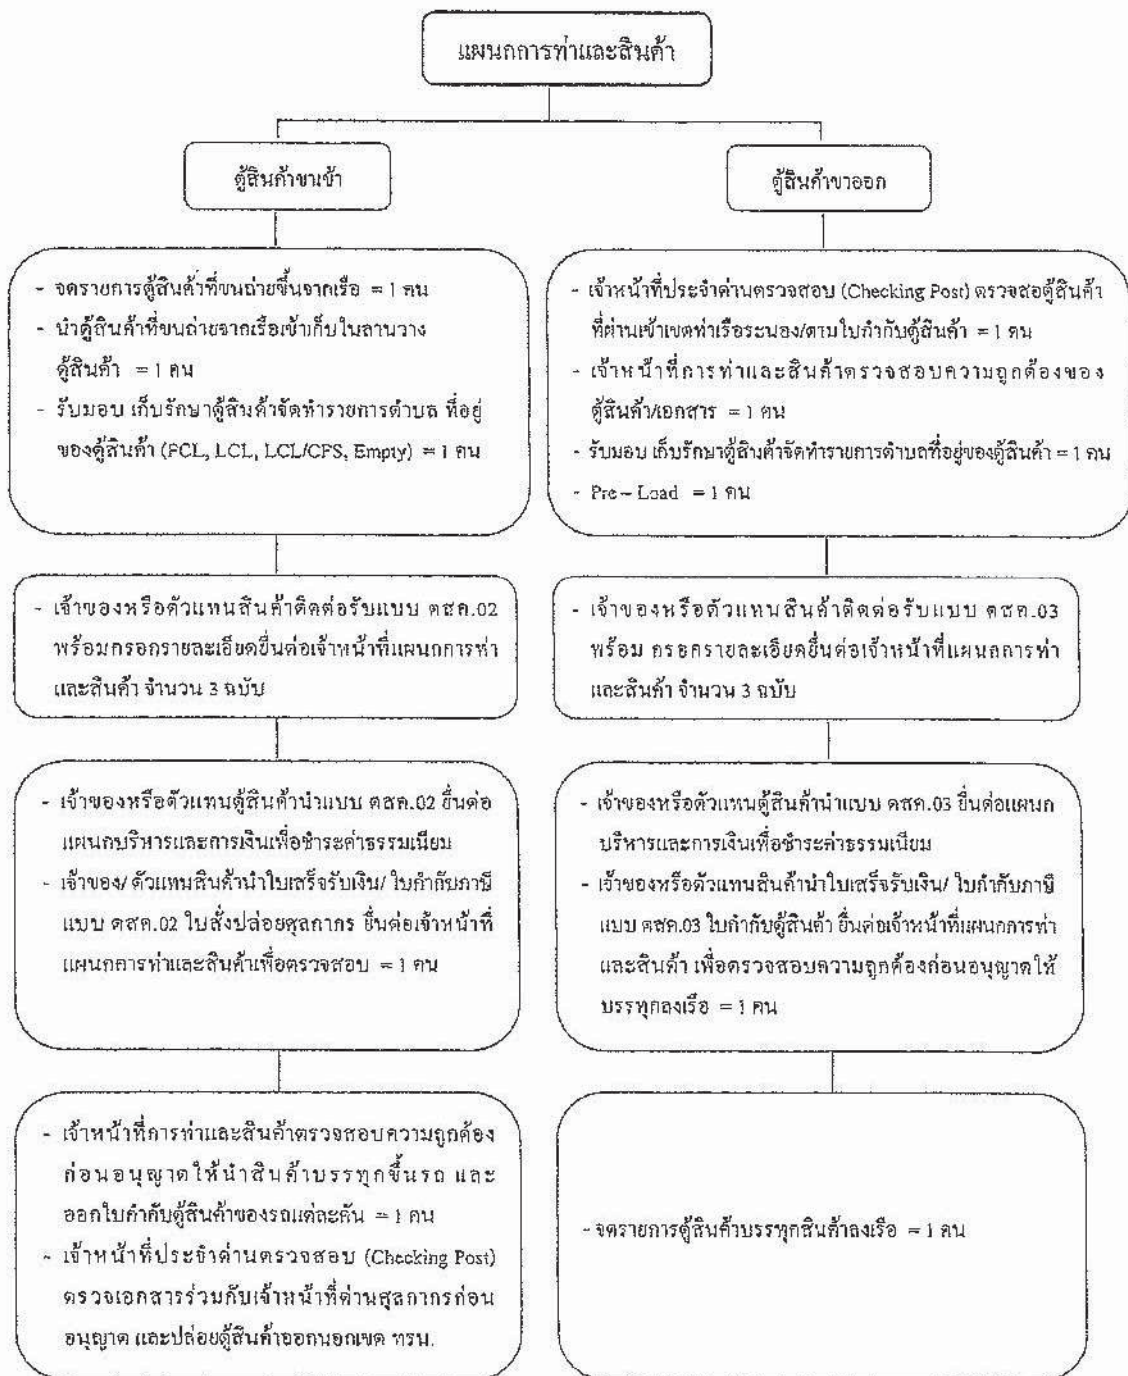 แผนกการท่าและสินค้า
ตู้สินค้าขาเข้า
- จดรายการตู้สินค้าที่ขนถ่ายขึ้นจากเรือ = 1 คน
- นำตู้สินค้าที่ขนถ่ายจากเรือเข้าเก็บในลานวาง
ตู้สินค้า = 1 คน
- รับมอบ เก็บรักษาตู้สินค้าจัดทำรายการตำบล ที่อยู่
ของตู้สินค้า (FCL, LCL, LCL/CFS, Empty) = 1 คน
- เจ้าของหรือตัวแทนสินค้าติดต่อรับแบบ ตสค.02
พร้อมกรอกรายละเอียดยื่นต่อเจ้าหน้าที่แผนกการท่า
และสินค้า จำนวน 3 ฉบับ
- เจ้าของหรือตัวแทนตู้สินค้านำแบบ ตสค.02 ยื่นต่อ
แผนกบริหารและการเงินเพื่อชำระค่าธรรมเนียม
- เจ้าของ/ ตัวแทนสินค้านำใบเสร็จรับเงิน/ ใบกำกับภาษี
แบบ ตสค.02 ใบสั่งปล่อยศุลกากร ยื่นต่อเจ้าหน้าที่
แผนกการท่าและสินค้าเพื่อตรวจสอบ = 1 คน
- เจ้าหน้าที่การท่าและสินค้าตรวจสอบความถูกต้อง
ก่อนอนุญาตให้นำสินค้าบรรทุกขึ้นรถ และ
ออกใบกำกับตู้สินค้าของรถแต่ละคัน = 1 คน
- เจ้าหน้าที่ประจำด่านตรวจสอบ (Checking Post)
ตรวจเอกสารร่วมกับเจ้าหน้าที่ด่านศุลกากรก่อน
อนุญาต และปล่อยตู้สินค้าออกนอกเขต ทรน.
ตู้สินค้าขาออก
- เจ้าหน้าที่ประจำด่านตรวจสอบ (Checking Post) ตรวจสอตู้สินค้า
ที่ผ่านเข้าเขตท่าเรือระนอง/ตามใบกำกับตู้สินค้า = 1 คน
- เจ้าหน้าที่การท่าและสินค้าตรวจสอบความถูกต้องของ
ตู้สินค้า/เอกสาร = 1 คน
- รับมอบ เก็บรักษาตู้สินค้าจัดทำรายการตำบลที่อยู่ของตู้สินค้า = 1 คน
- Pre – Load = 1 คน
- เจ้าของหรือตัวแทนสินค้าติดต่อรับแบบ ตสค.03
พร้อม กรอกรายละเอียดยื่นต่อเจ้าหน้าที่แผนกการท่า
และสินค้า จำนวน 3 ฉบับ
- เจ้าของหรือตัวแทนตู้สินค้านำแบบ ตสค.03 ยื่นต่อแผนก
บริหารและการเงินเพื่อชำระค่าธรรมเนียม
- เจ้าของหรือตัวแทนสินค้านำใบเสร็จรับเงิน/ ใบกำกับภาษี
แบบ ตสค.03 ใบกำกับตู้สินค้า ยื่นต่อเจ้าหน้าที่แผนกการท่า
และสินค้า เพื่อตรวจสอบความถูกต้องก่อนอนุญาตให้
บรรทุกลงเรือ = 1 คน
- จดรายการตู้สินค้าบรรทุกสินค้าลงเรือ = 1 คน